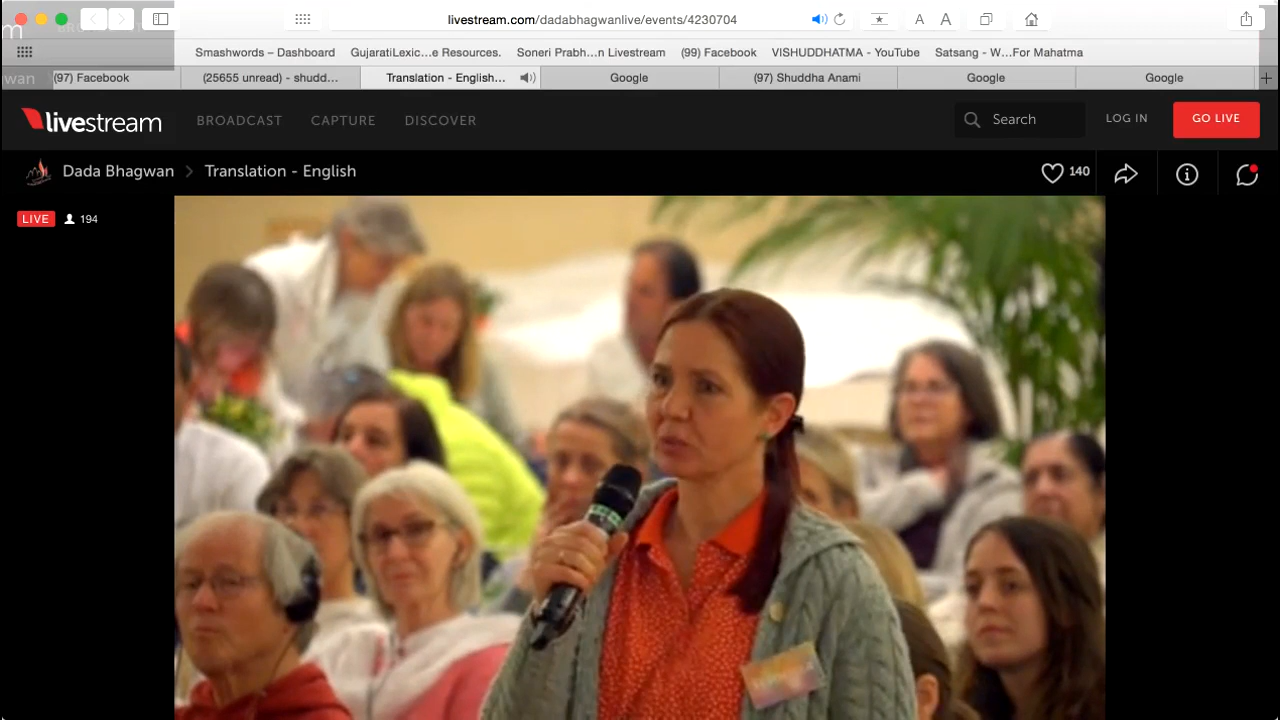 livestream.com/dadabhagwanlive/events/4230704
A A
Smashwords – Dashboard GujaratiLexic...e Resources. Soneri Prabh...n Livestream (99) Facebook VISHUDDHATMA - YouTube Satsang - W...For Mahatma
wan (97) Facebook (25655 unread) - shudd... Translation - English... Google (97) Shuddha Anami Google Google
livestream BROADCAST CAPTURE DISCOVER Search LOG IN GO LIVE
Dada Bhagwan > Translation - English 140
LIVE 194